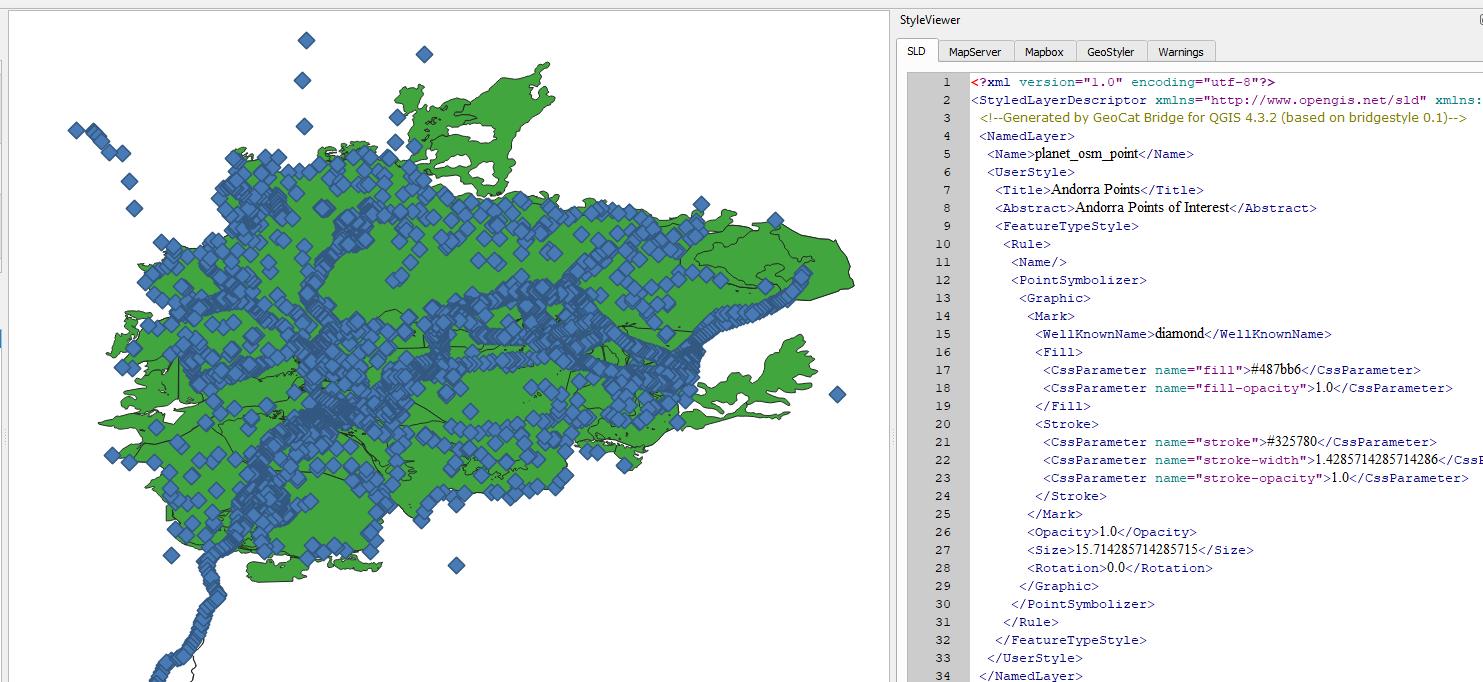 StyleViewer
SLD MapServer Mapbox GeoStyler Warnings
1 <?xml version="1.0" encoding="utf-8"?>
2 <StyledLayerDescriptor xmlns="http://www.opengis.net/sld" xmlns:
3 <!--Generated by GeoCat Bridge for QGIS 4.3.2 (based on bridgestyle 0.1)-->
4 <NamedLayer>
5 <Name>planet_osm_point</Name>
6 <UserStyle>
7 <Title>Andorra Points</Title>
8 <Abstract>Andorra Points of Interest</Abstract>
9 <FeatureTypeStyle>
10 <Rule>
11 <Name/>
12 <PointSymbolizer>
13 <Graphic>
14 <Mark>
15 <WellKnownName>diamond</WellKnownName>
16 <Fill>
17 <CssParameter name="fill">#487bb6</CssParameter>
18 <CssParameter name="fill-opacity">1.0</CssParameter>
19 </Fill>
20 <Stroke>
21 <CssParameter name="stroke">#325780</CssParameter>
22 <CssParameter name="stroke-width">1.4285714285714286</CssP
23 <CssParameter name="stroke-opacity">1.0</CssParameter>
24 </Stroke>
25 </Mark>
26 <Opacity>1.0</Opacity>
27 <Size>15.714285714285715</Size>
28 <Rotation>0.0</Rotation>
29 </Graphic>
30 </PointSymbolizer>
31 </Rule>
32 </FeatureTypeStyle>
33 </UserStyle>
34 </NamedLayer>